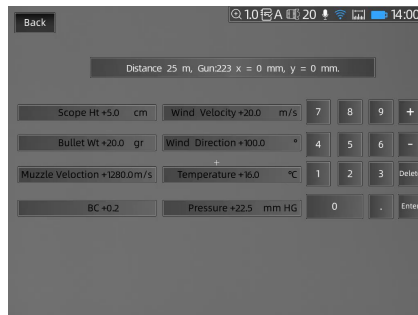 1.0 A 20 14:00
Back
Distance 25 m, Gun:223 x = 0 mm, y = 0 mm.
Scope Ht +5.0 cm Wind Velocity +20.0 m/s 7 8 9 +
Bullet Wt +20.0 gr Wind Direction +100.0 ° 4 5 6 -
Muzzle Veloction +1280.0m/s Temperature +16.0 ℃ 1 2 3 Delete
BC +0.2 Pressure +22.5 mm HG 0 . Enter